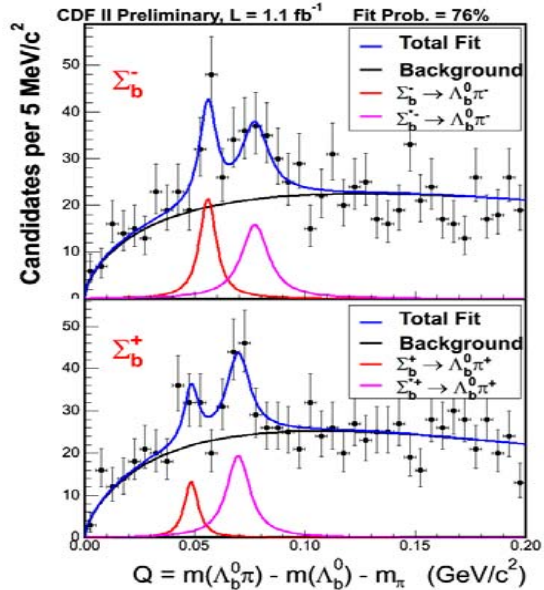 CDF II Preliminary, L = 1.1 fb⁻¹ Fit Prob. = 76%
Candidates per 5 MeV/c²
Σb⁻
Total Fit
Background
Σb⁻ → Λb⁰π⁻
Σb*⁻ → Λb⁰π⁻
50
40
30
20
10
0
Σb⁺
Total Fit
Background
Σb⁺ → Λb⁰π⁺
Σb*⁺ → Λb⁰π⁺
50
40
30
20
10
0
0.00 0.05 0.10 0.15 0.20
Q = m(Λb⁰π) - m(Λb⁰) - mπ (GeV/c²)